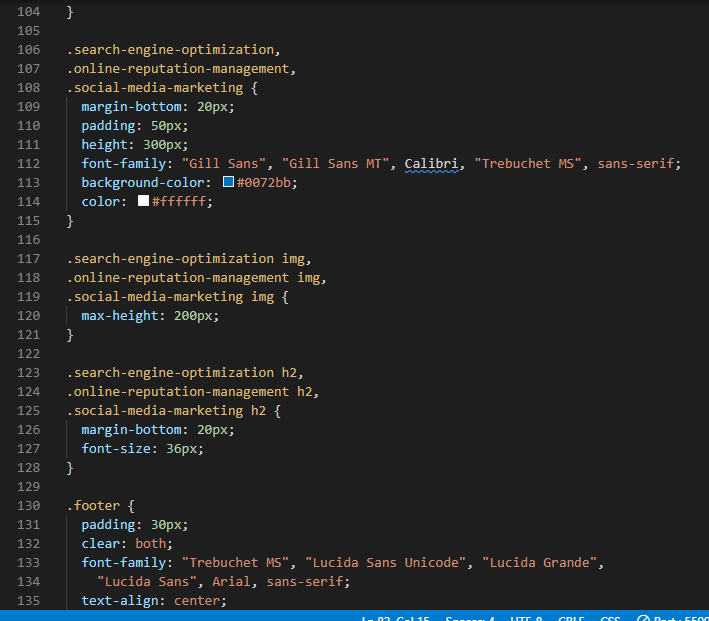 104 }
105
106 .search-engine-optimization,
107 .online-reputation-management,
108 .social-media-marketing {
109 margin-bottom: 20px;
110 padding: 50px;
111 height: 300px;
112 font-family: "Gill Sans", "Gill Sans MT", Calibri, "Trebuchet MS", sans-serif;
113 background-color: #0072bb;
114 color: #ffffff;
115 }
116
117 .search-engine-optimization img,
118 .online-reputation-management img,
119 .social-media-marketing img {
120 max-height: 200px;
121 }
122
123 .search-engine-optimization h2,
124 .online-reputation-management h2,
125 .social-media-marketing h2 {
126 margin-bottom: 20px;
127 font-size: 36px;
128 }
129
130 .footer {
131 padding: 30px;
132 clear: both;
133 font-family: "Trebuchet MS", "Lucida Sans Unicode", "Lucida Grande",
134 "Lucida Sans", Arial, sans-serif;
135 text-align: center;
Spaces: 4 UTF-8 CRLF CSS